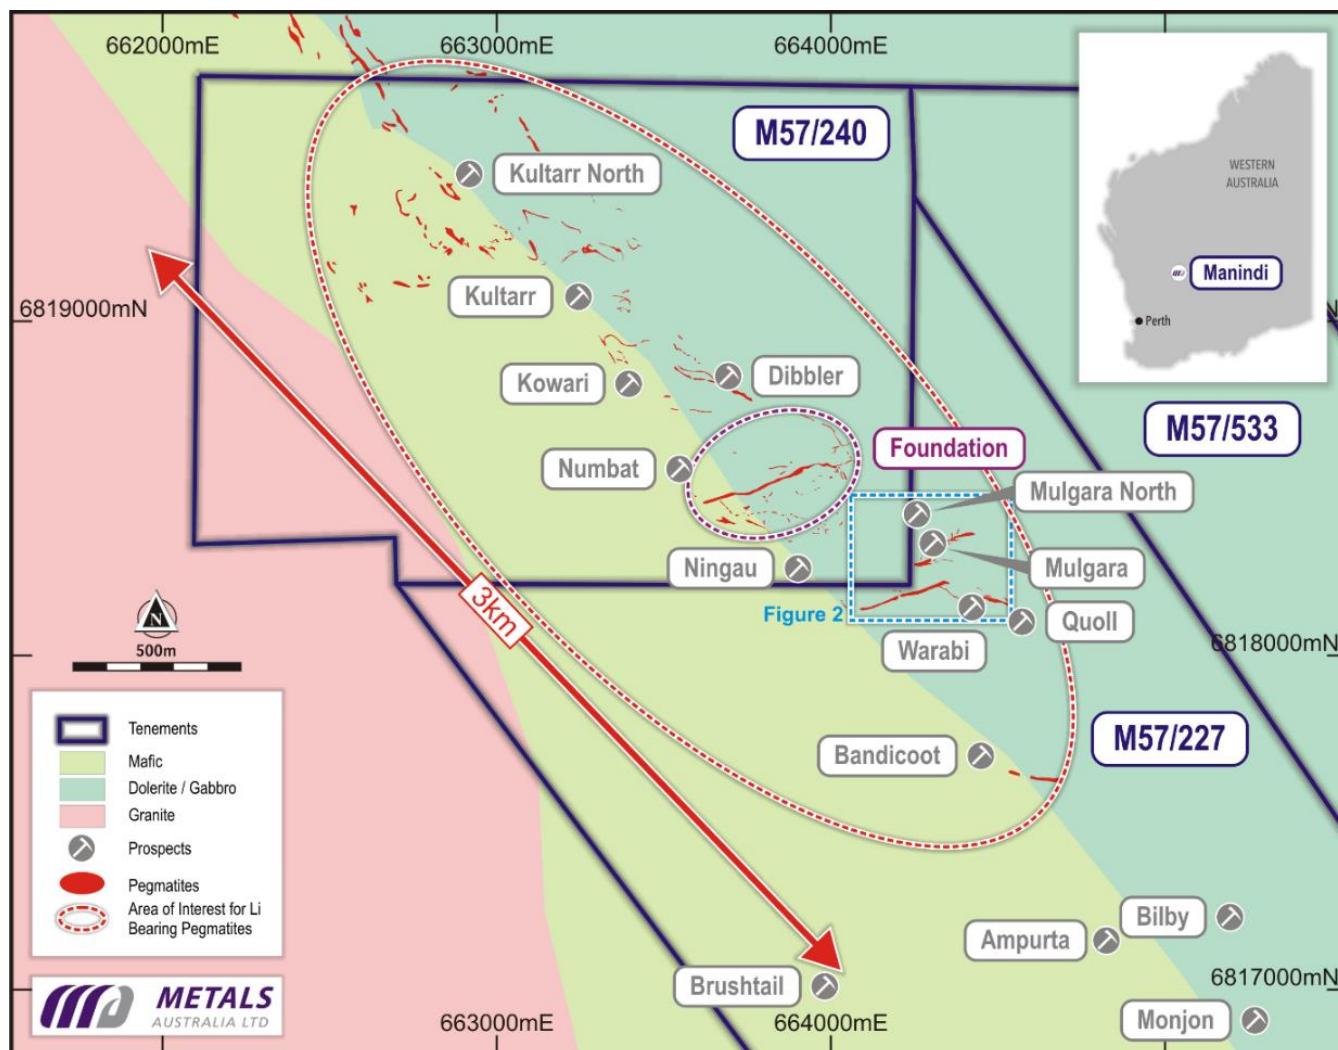 662000mE
663000mE
664000mE
M57/240
WESTERN
AUSTRALIA
Manindi
Perth
Kultarr North
6819000mN
Kultarr
Kowari
Dibbler
M57/533
Foundation
Numbat
Mulgara North
Ningau
Mulgara
Figure 2
Quoll
Warabi
6818000mN
3km
N
500m
M57/227
Bandicoot
Tenements
Mafic
Dolerite / Gabbro
Granite
Prospects
Pegmatites
Area of Interest for Li
Bearing Pegmatites
Bilby
Ampurta
Brushtail
6817000mN
Monjon
METALS
AUSTRALIA LTD
663000mE
664000mE